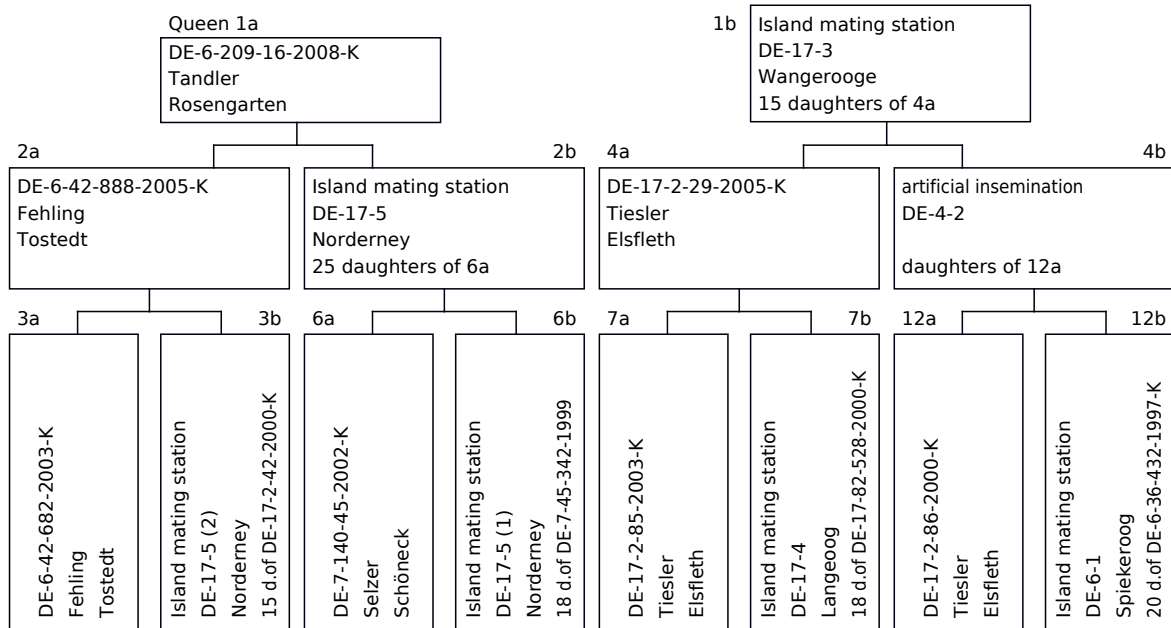 Queen 1a
DE-6-209-16-2008-K
Tandler
Rosengarten
1b
Island mating station
DE-17-3
Wangerooge
15 daughters of 4a
2a
DE-6-42-888-2005-K
Fehling
Tostedt
2b
Island mating station
DE-17-5
Norderney
25 daughters of 6a
4a
DE-17-2-29-2005-K
Tiesler
Elsfleth
4b
artificial insemination
DE-4-2
daughters of 12a
3a
DE-6-42-682-2003-K
Fehling
Tostedt
3b
Island mating station
DE-17-5 (2)
Norderney
15 d.of DE-17-2-42-2000-K
6a
DE-7-140-45-2002-K
Selzer
Schöneck
6b
Island mating station
DE-17-5 (1)
Norderney
18 d.of DE-7-45-342-1999
7a
DE-17-2-85-2003-K
Tiesler
Elsfleth
7b
Island mating station
DE-17-4
Langeoog
18 d.of DE-17-82-528-2000-K
12a
DE-17-2-86-2000-K
Tiesler
Elsfleth
12b
Island mating station
DE-6-1
Spiekeroog
20 d.of DE-6-36-432-1997-K